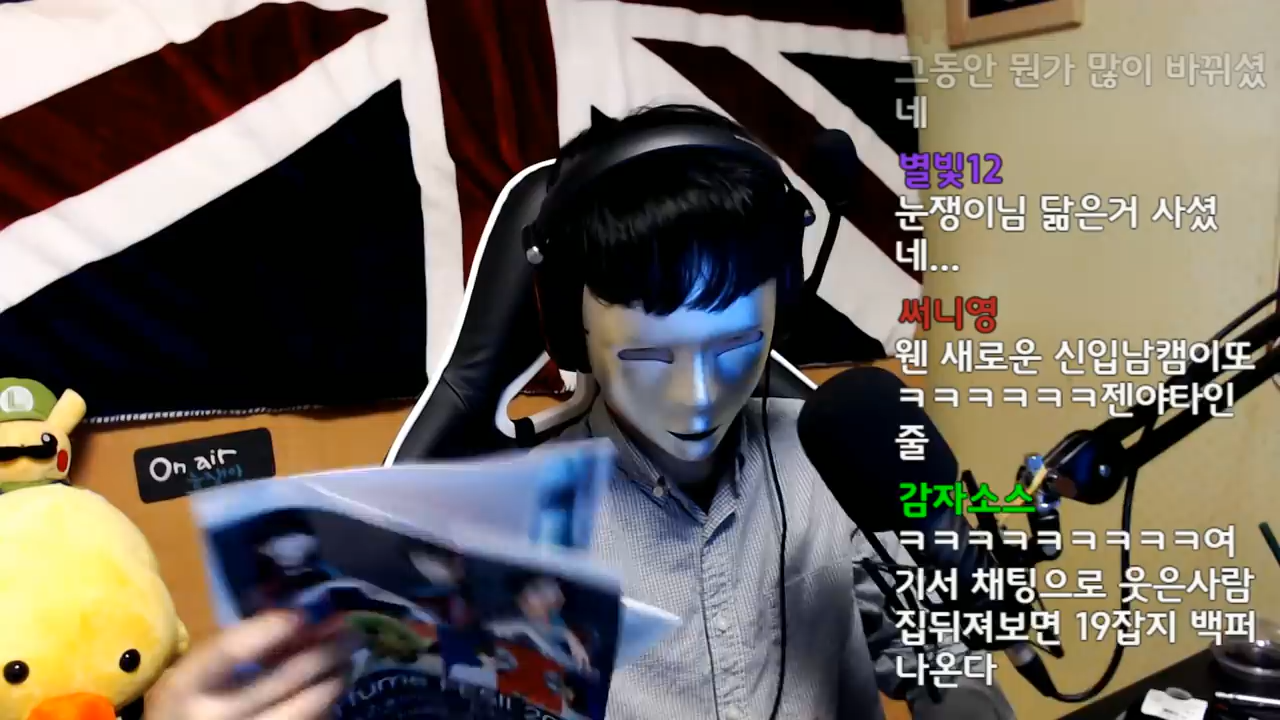 그동안 뭔가 많이 바뀌셨
네
별빛12
눈쟁이님 닮은거 사셨
네...
써니영
웬 새로운 신입남캠이또
ㅋㅋㅋㅋㅋㅋ젠야타인
줄
감자소스
ㅋㅋㅋㅋㅋㅋㅋㅋㅋ여
기서 채팅으로 웃은사람
집뒤져보면 19잡지 백퍼
나온다
L
On air